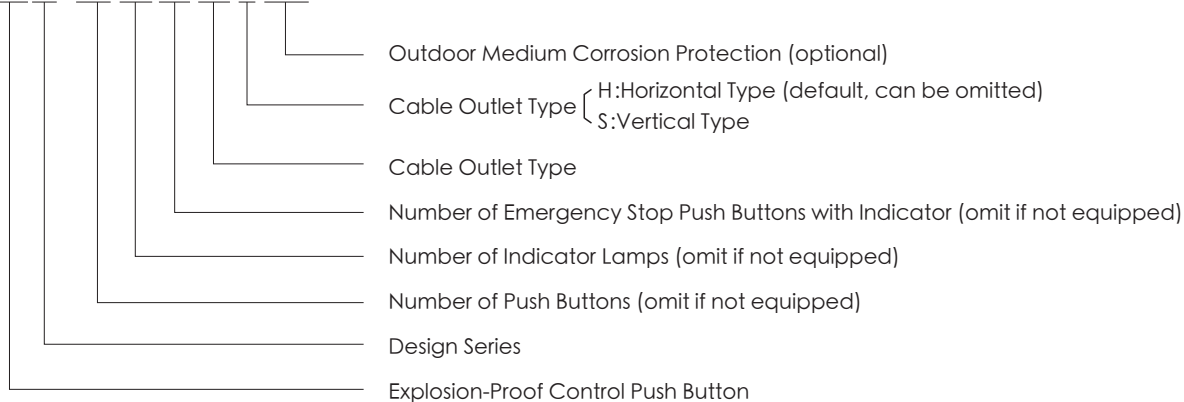 Outdoor Medium Corrosion Protection (optional)
Cable Outlet Type
H:Horizontal Type (default, can be omitted)
S:Vertical Type
Cable Outlet Type
Number of Emergency Stop Push Buttons with Indicator (omit if not equipped)
Number of Indicator Lamps (omit if not equipped)
Number of Push Buttons (omit if not equipped)
Design Series
Explosion-Proof Control Push Button